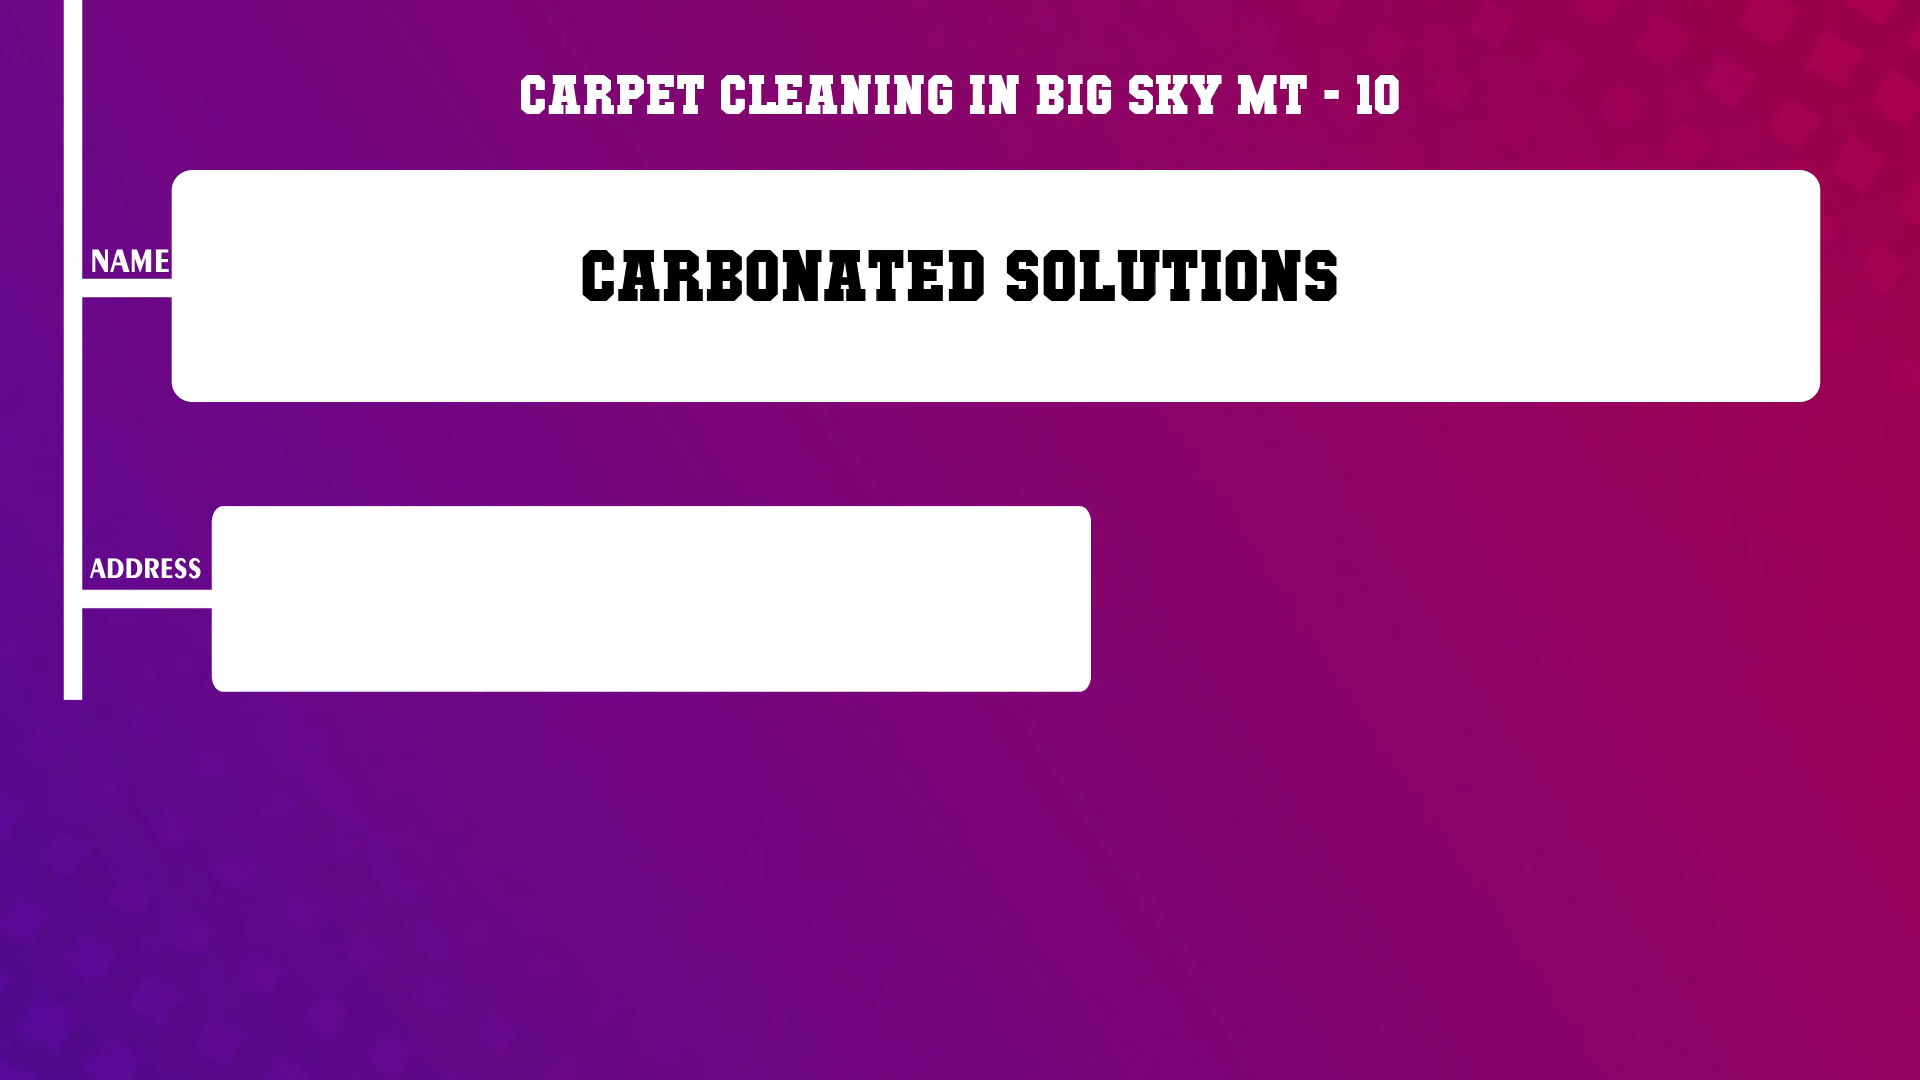 CARPET CLEANING IN BIG SKY MT - 10
NAME
CARBONATED SOLUTIONS
ADDRESS